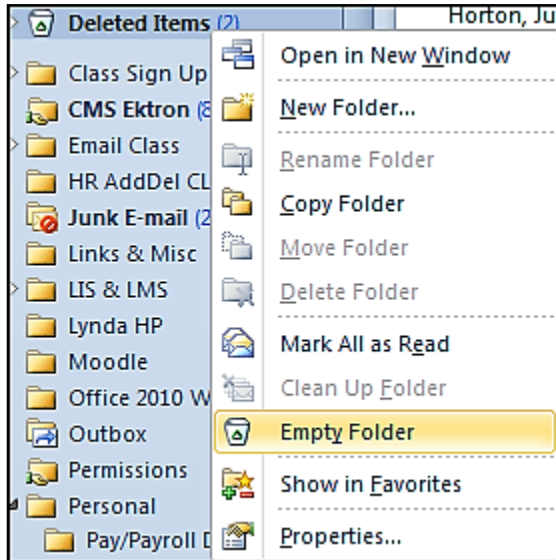 Deleted Items (2)
Horton, Ju
Class Sign Up
CMS Ektron (8
Email Class
HR AddDel CL
Junk E-mail (2
Links & Misc
LIS & LMS
Lynda HP
Moodle
Office 2010 W
Outbox
Permissions
Personal
Pay/Payroll D
Open in New Window
New Folder...
Rename Folder
Copy Folder
Move Folder
Delete Folder
Mark All as Read
Clean Up Folder
Empty Folder
Show in Favorites
Properties...